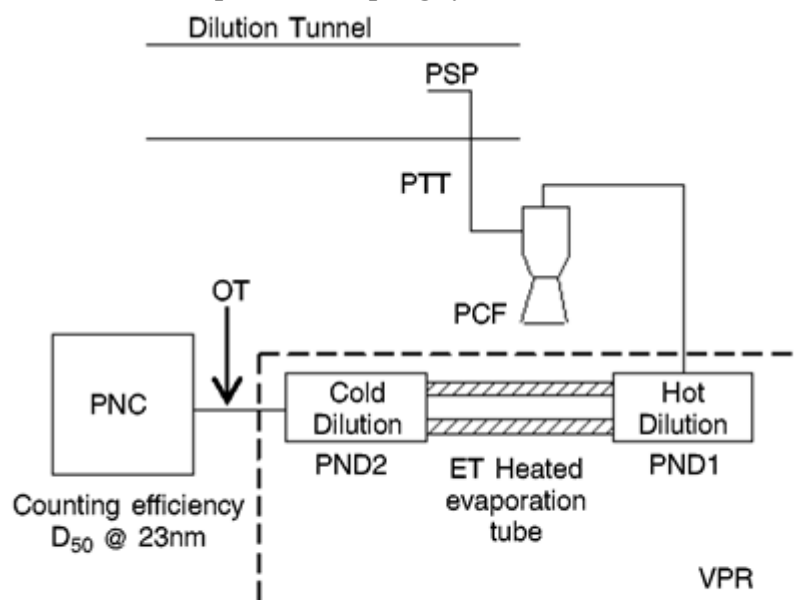 Dilution Tunnel
PSP
PTT
OT
PCF
PNC
Cold
Dilution
Hot
Dilution
PND2
ET Heated
evaporation
tube
PND1
Counting efficiency
D50 @ 23nm
VPR